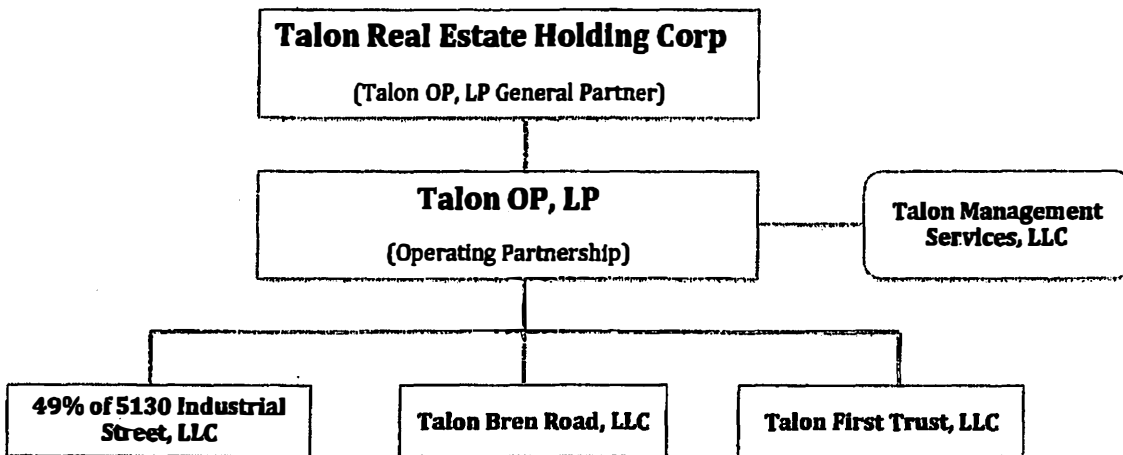 Talon Real Estate Holding Corp
(Talon OP, LP General Partner)
Talon OP, LP
(Operating Partnership)
Talon Management
Services, LLC
49% of 5130 Industrial
Street, LLC
Talon Bren Road, LLC
Talon First Trust, LLC